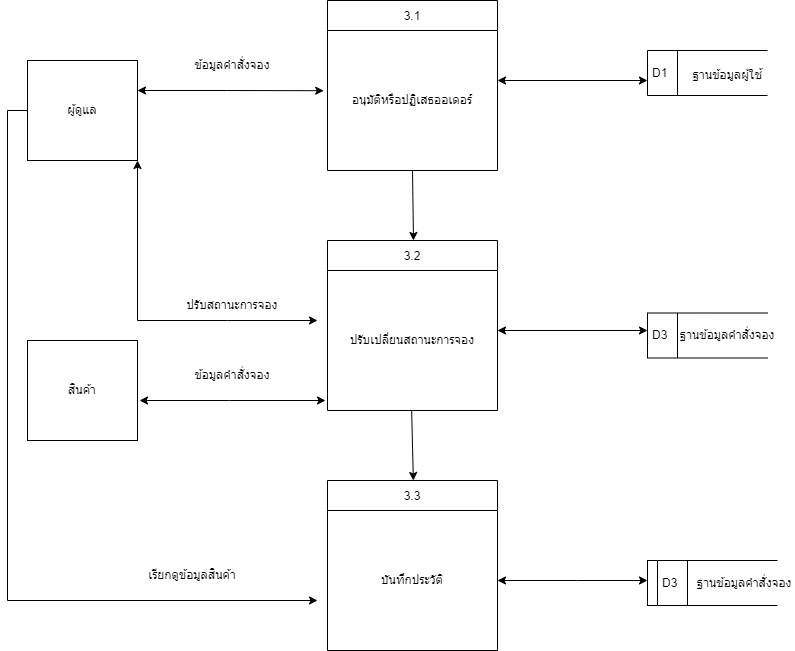 3.1
ข้อมูลคำสั่งจอง
D1
ฐานข้อมูลผู้ใช้
ผู้ดูแล
อนุมัติหรือปฏิเสธออเดอร์
3.2
ปรับสถานะการจอง
ปรับเปลี่ยนสถานะการจอง
D3
ฐานข้อมูลคำสั่งจอง
สินค้า
ข้อมูลคำสั่งจอง
3.3
เรียกดูข้อมูลสินค้า
บันทึกประวัติ
D3
ฐานข้อมูลคำสั่งจอง